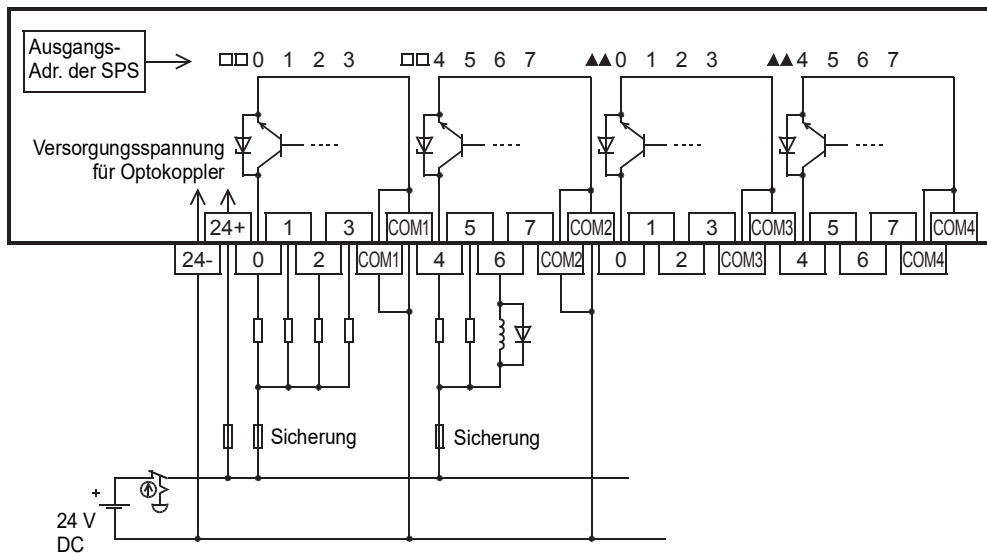 Ausgangs-
Adr. der SPS
□□0 1 2 3 □□4 5 6 7 ▲▲0 1 2 3 ▲▲4 5 6 7
Versorgungsspannung
für Optokoppler
24+ 1 3 COM1 5 7 COM2 1 3 COM3 5 7 COM4
24- 0 2 COM1 4 6 COM2 0 2 COM3 4 6 COM4
Sicherung Sicherung
+
24 V
DC